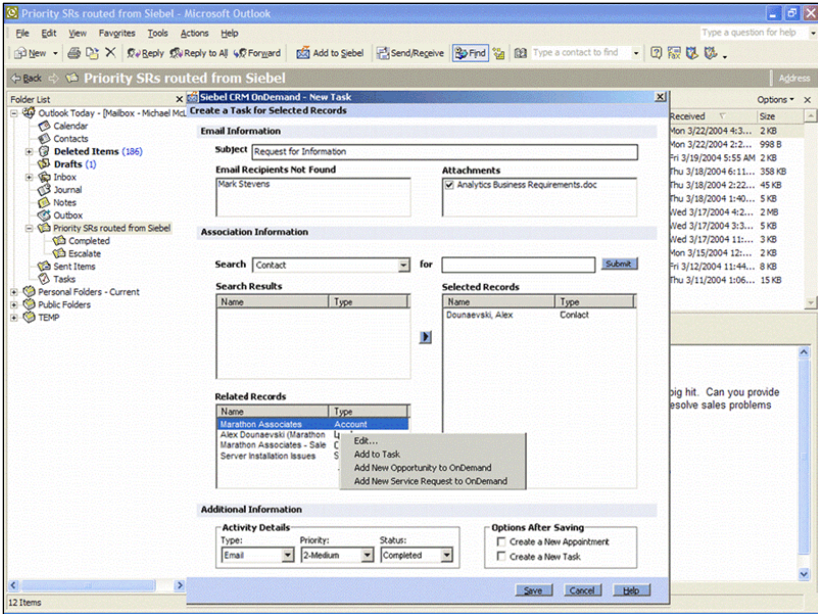 Priority SRs routed from Siebel - Microsoft Outlook
File Edit View Favorites Tools Actions Help
Type a question for help
New Reply Reply to All Forward Add to Siebel Send/Receive Find Type a contact to find
Back Priority SRs routed from Siebel Address
Folder List
Outlook Today - [Mailbox - Michael McL
Calendar
Contacts
Deleted Items (186)
Drafts (1)
Inbox
Journal
Notes
Outbox
Priority SRs routed from Siebel
Completed
Escalate
Sent Items
Tasks
Personal Folders - Current
Public Folders
TEMP
Siebel CRM OnDemand - New Task
Create a Task for Selected Records
Email Information
Subject Request for Information
Email Recipients Not Found
Mark Stevens
Attachments
Analytics Business Requirements.doc
Association Information
Search Contact for Submit
Search Results
Name Type
Selected Records
Name Type
Dounaevski, Alex Contact
Related Records
Name Type
Marathon Associates Account
Alex Dounaevski (Marathon
Marathon Associates - Sale
Server Installation Issues
Edit...
Add to Task
Add New Opportunity to OnDemand
Add New Service Request to OnDemand
Additional Information
Activity Details
Type: Priority: Status:
Email 2-Medium Completed
Options After Saving
Create a New Appointment
Create a New Task
Save Cancel Help
Options
Received Size
Mon 3/22/2004 4:3... 2 KB
Mon 3/22/2004 2:2... 998 B
Fri 3/19/2004 5:55 AM 2 KB
Thu 3/18/2004 6:11... 358 KB
Thu 3/18/2004 2:22... 45 KB
Thu 3/18/2004 1:40... 5 KB
Wed 3/17/2004 4:2... 2 MB
Wed 3/17/2004 3:3... 5 KB
Wed 3/17/2004 11:... 3 KB
Mon 3/15/2004 12:... 2 KB
Fri 3/12/2004 11:44... 8 KB
Thu 3/11/2004 1:06... 15 KB
big hit. Can you provide
esolve sales problems
12 Items